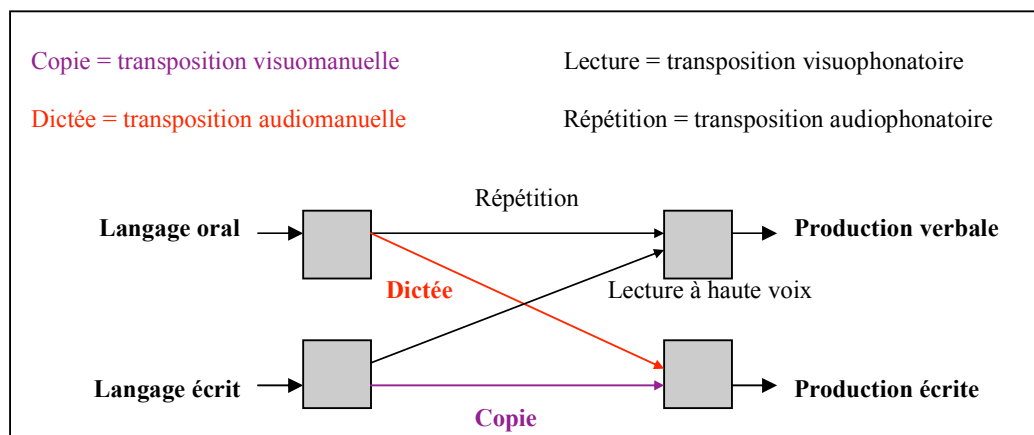 Copie = transposition visuomanuelle
Lecture = transposition visuophonatoire
Dictée = transposition audiomanuelle
Répétition = transposition audiophonatoire
Répétition
Langage oral
Production verbale
Dictée
Lecture à haute voix
Langage écrit
Production écrite
Copie